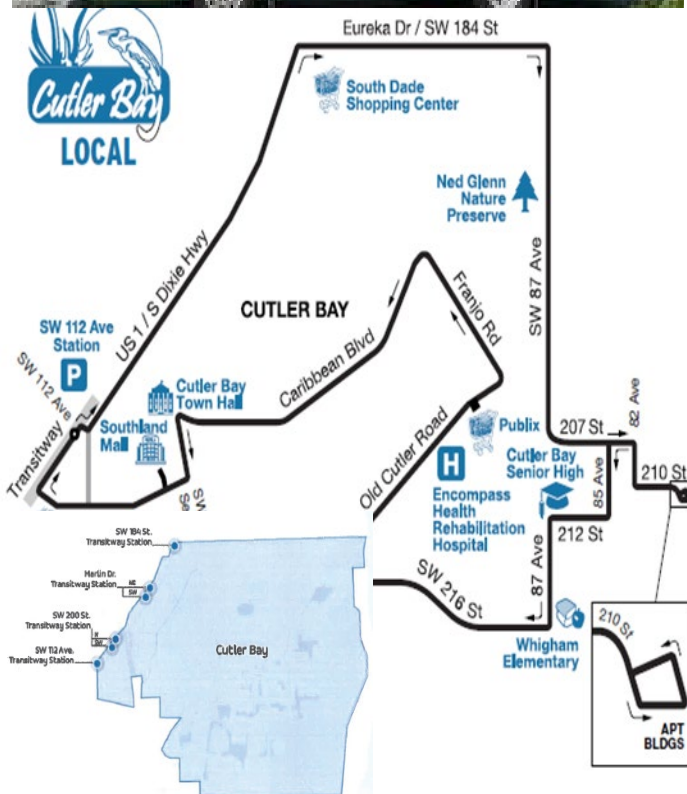 Eureka Dr / SW 184 St
Cutler Bay
LOCAL
South Dade
Shopping Center
Ned Glenn
Nature
Preserve
SW 87 Ave
US 1 / S Dixie Hwy
CUTLER BAY
Franjo Rd
Caribbean Blvd
SW 112 Ave
Station
P
SW 112 Ave
Transitway
Cutler Bay
Town Hall
Southland
Mall
SW
Old Cutler Road
Publix
H
Encompass
Health
Rehabilitation
Hospital
Cutler Bay
Senior High
207 St
82 Ave
85 Ave
210 St
212 St
87 Ave
SW 216 St
Whigham
Elementary
210 St
APT
BLDGS
SW 184 St.
Transitway Station
Marlin Dr.
Transitway Station
NE
SW
SW 200 St.
Transitway Station
N
SW
SW 112 Ave.
Transitway Station
Cutler Bay